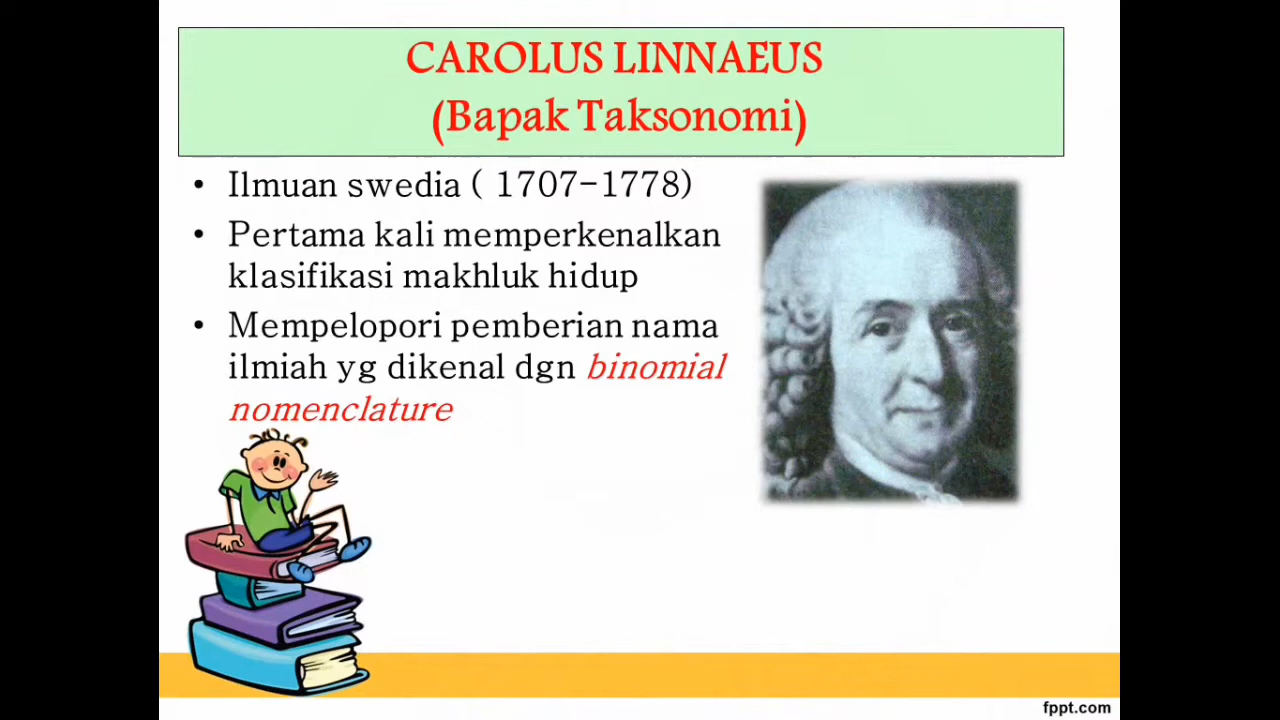 CAROLUS LINNAEUS
(Bapak Taksonomi)
• Ilmuan swedia ( 1707-1778)
• Pertama kali memperkenalkan
klasifikasi makhluk hidup
• Mempelopori pemberian nama
ilmiah yg dikenal dgn binomial
nomenclature
fppt.com